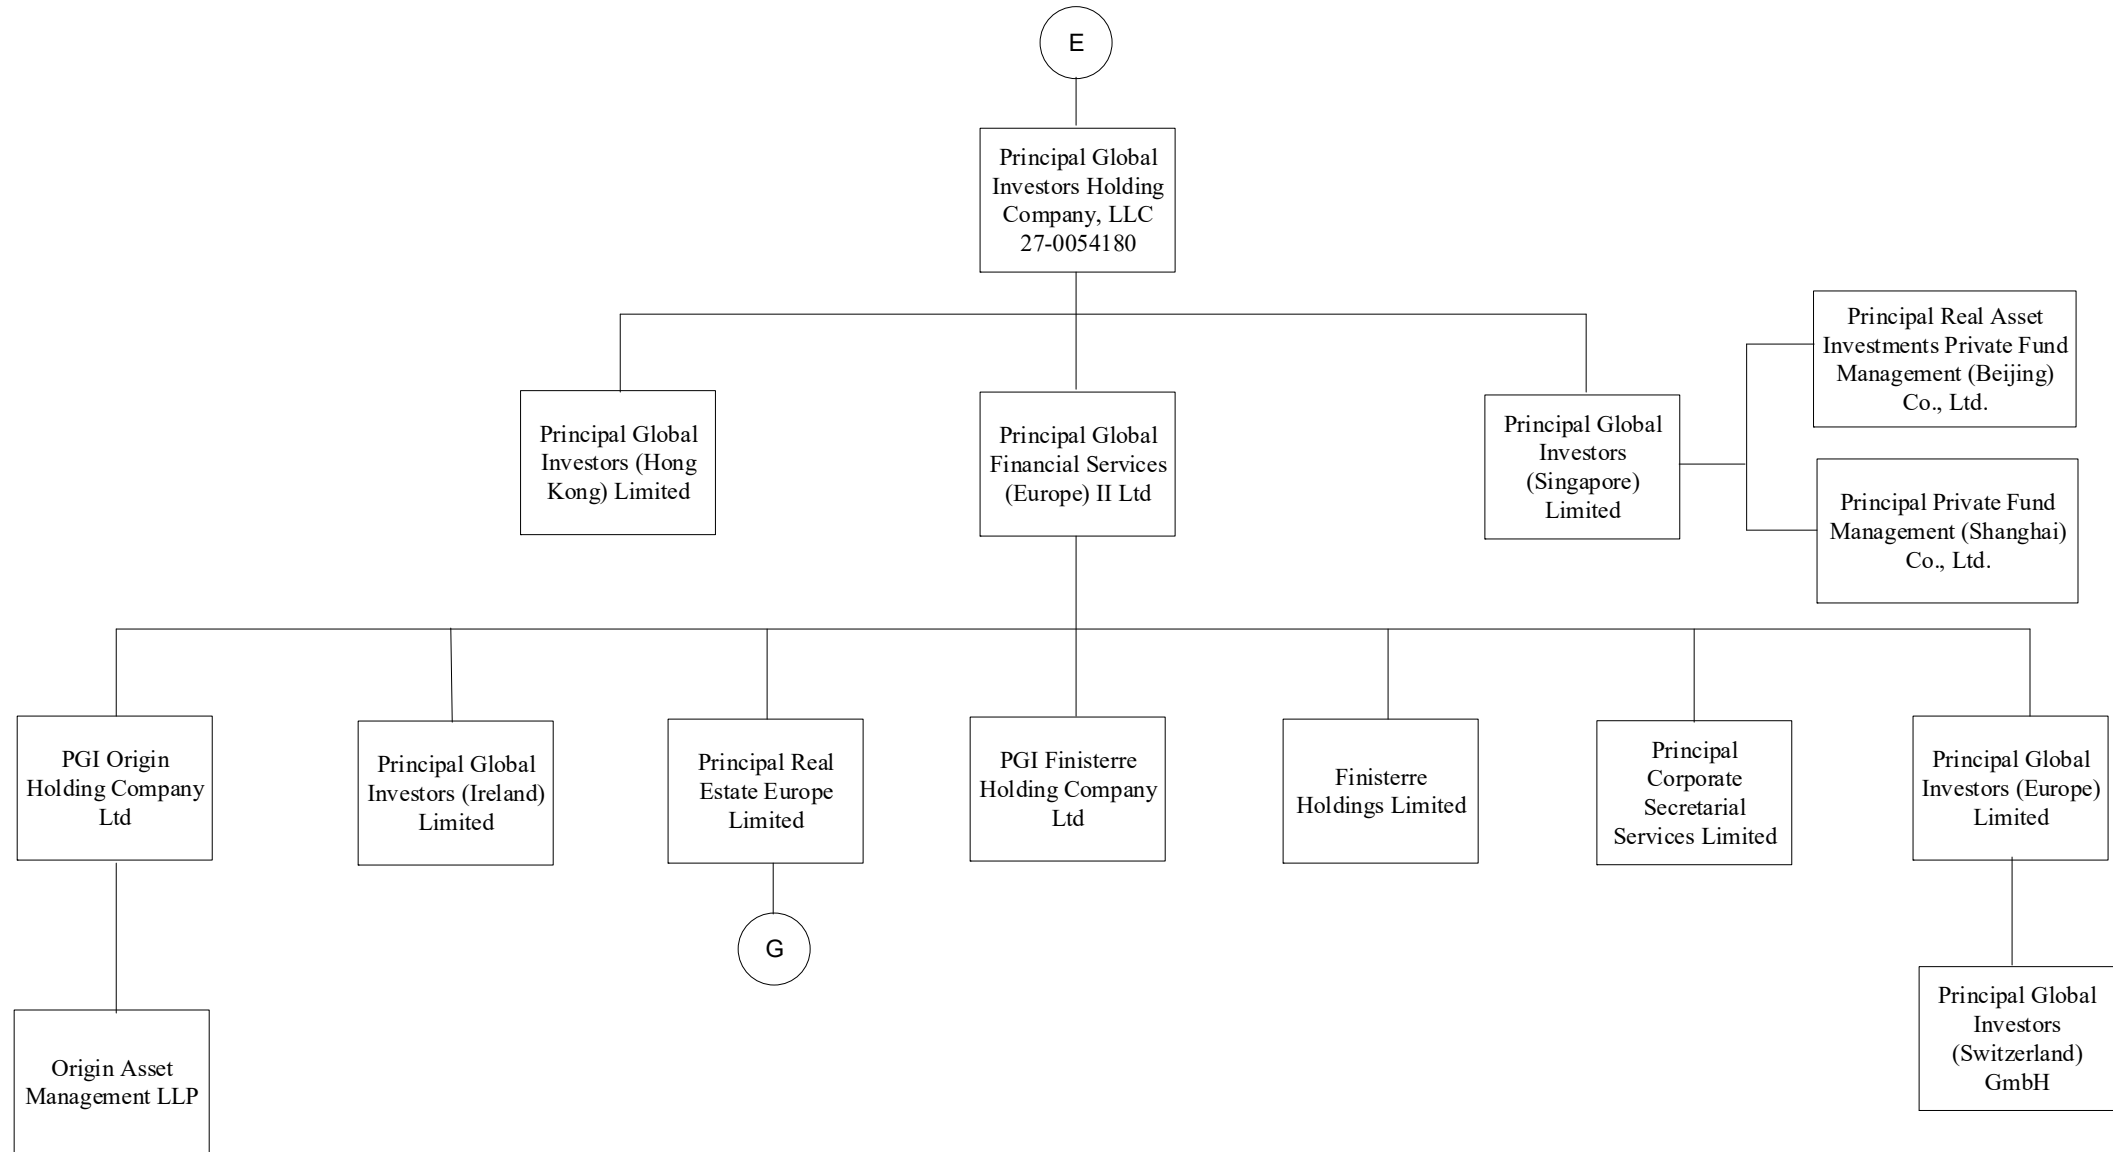 E
Principal Global
Investors Holding
Company, LLC
27-0054180
Principal Global
Investors (Hong
Kong) Limited
Principal Global
Financial Services
(Europe) II Ltd
Principal Global
Investors
(Singapore)
Limited
Principal Real Asset
Investments Private Fund
Management (Beijing)
Co., Ltd.
Principal Private Fund
Management (Shanghai)
Co., Ltd.
PGI Origin
Holding Company
Ltd
Principal Global
Investors (Ireland)
Limited
Principal Real
Estate Europe
Limited
PGI Finisterre
Holding Company
Ltd
Finisterre
Holdings Limited
Principal
Corporate
Secretarial
Services Limited
Principal Global
Investors (Europe)
Limited
G
Origin Asset
Management LLP
Principal Global
Investors
(Switzerland)
GmbH